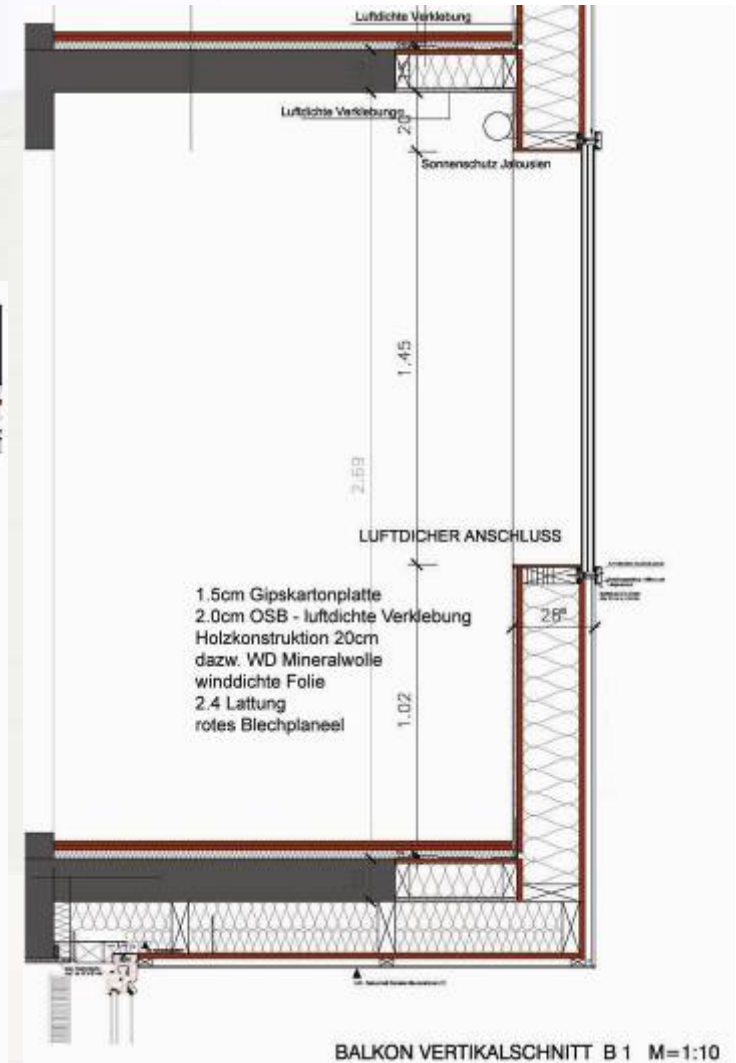 Luftdichte Verklebung
Luftdichte Verklebung
20
Sonnenschutz Jalousien
1.45
2.69
LUFTDICHER ANSCHLUSS
1.5cm Gipskartonplatte
2.0cm OSB - luftdichte Verklebung
Holzkonstruktion 20cm
dazw. WD Mineralwolle
winddichte Folie
2.4 Lattung
rotes Blechplaneel
26⁸
1.02
BALKON VERTIKALSCHNITT B 1 M=1:10